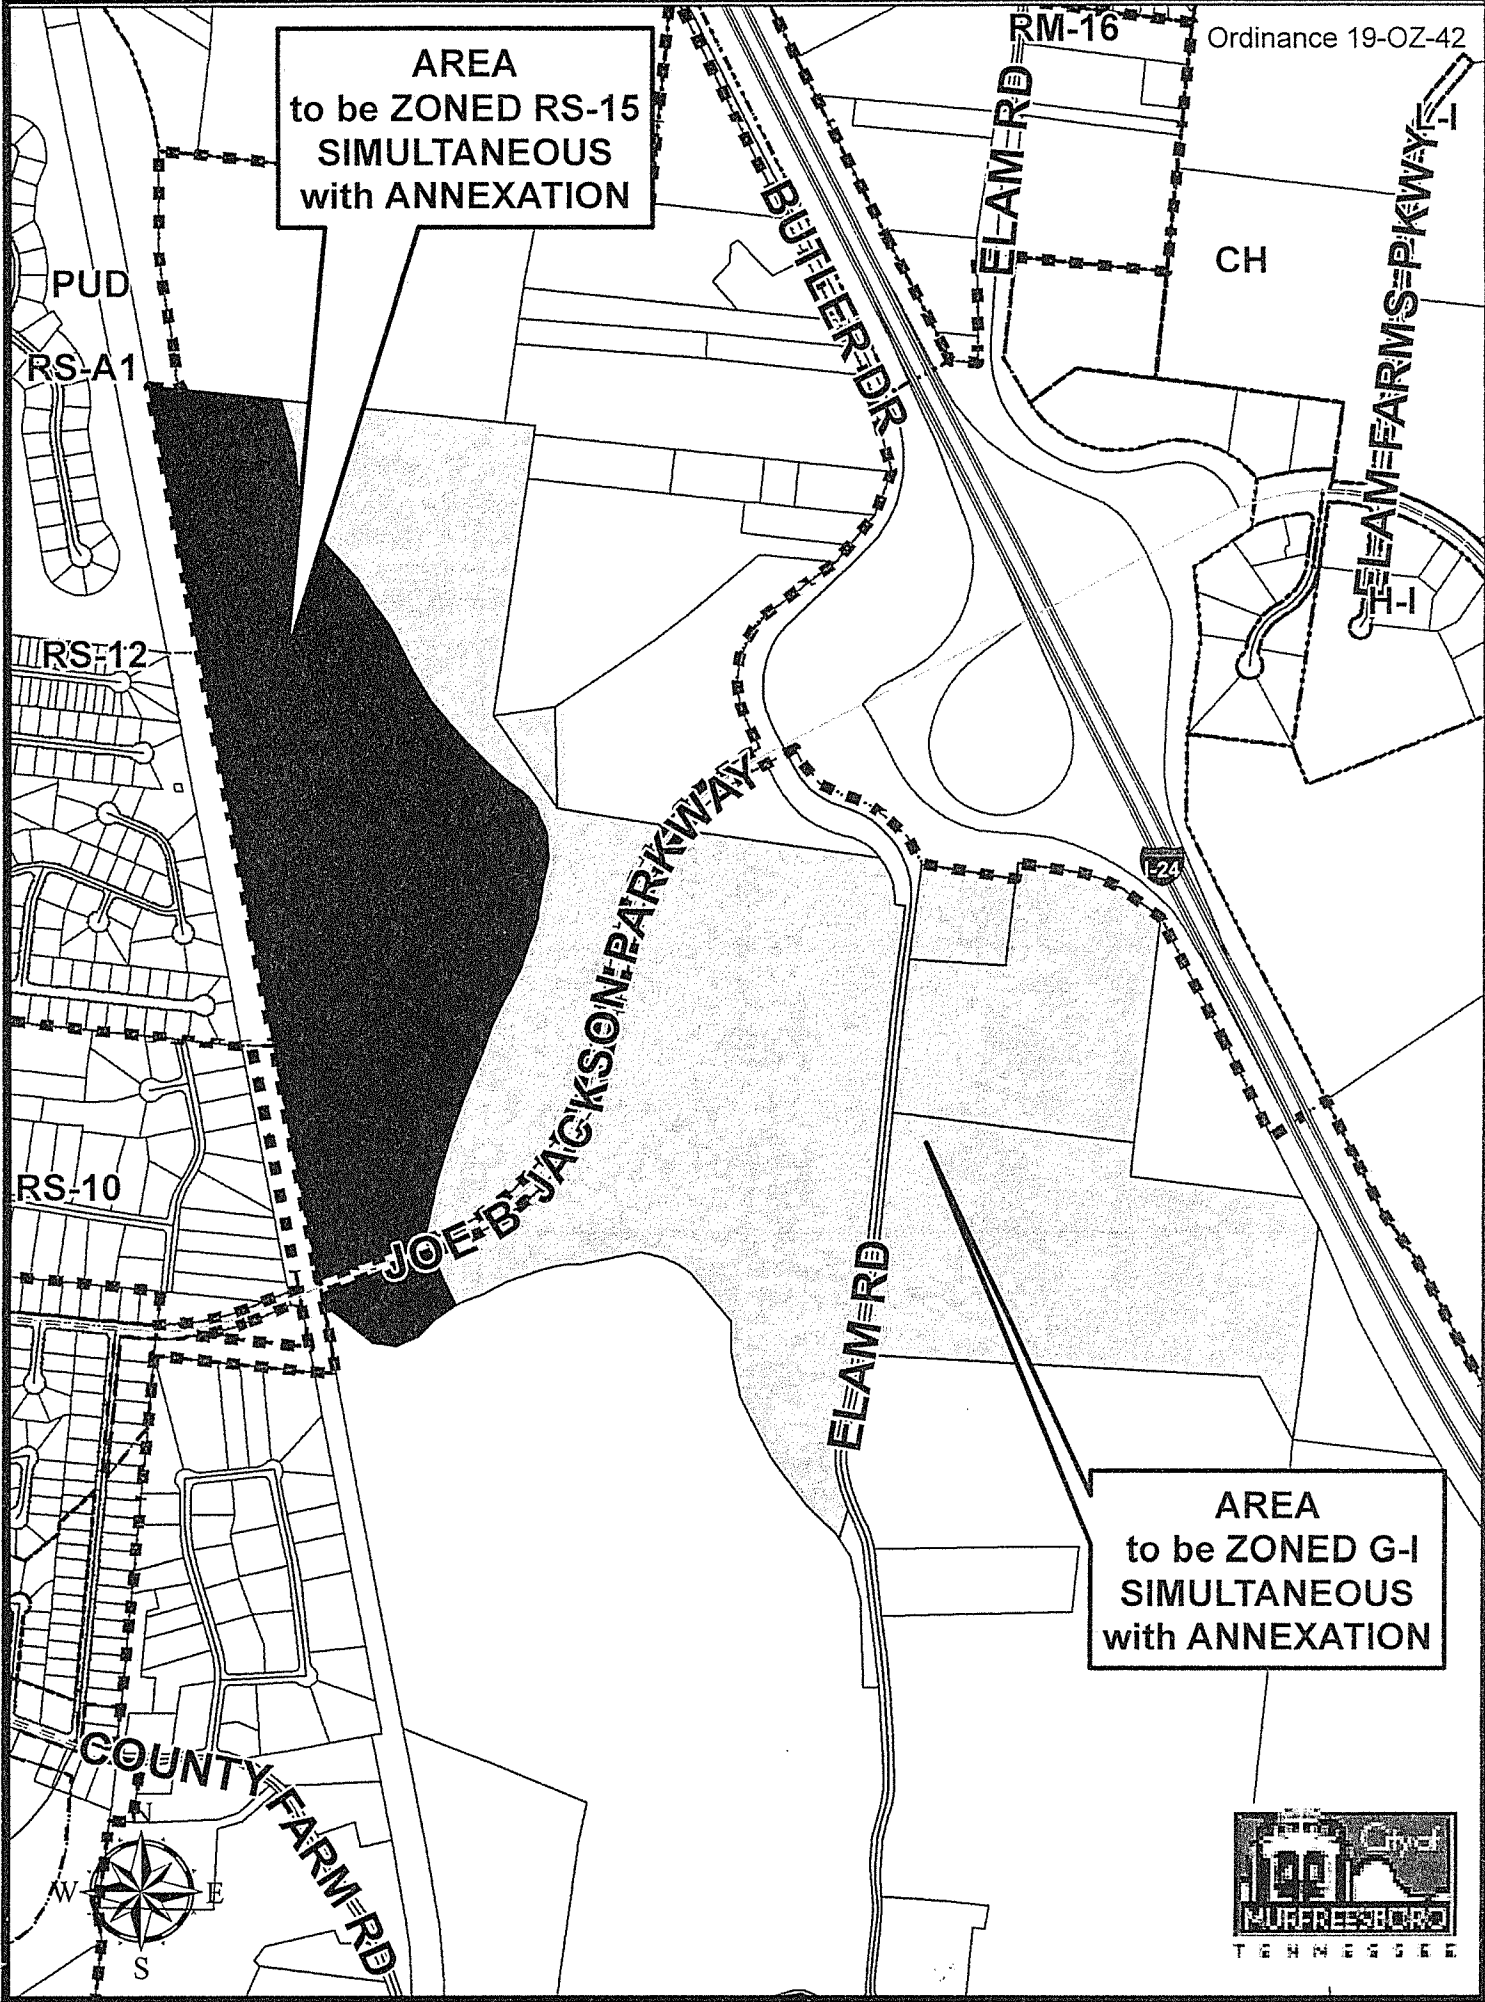 RM-16
Ordinance 19-OZ-42
AREA
to be ZONED RS-15
SIMULTANEOUS
with ANNEXATION
ELAM RD
ELAM FARMS PKWY
BUTLER DR
CH
PUD
RS-A1
RS-12
JOE B JACKSON PARKWAY
I-24
RS-10
ELAM RD
AREA
to be ZONED G-I
SIMULTANEOUS
with ANNEXATION
COUNTY FARM RD
N
W
E
S
City of
MURFREESBORO
TENNESSEE